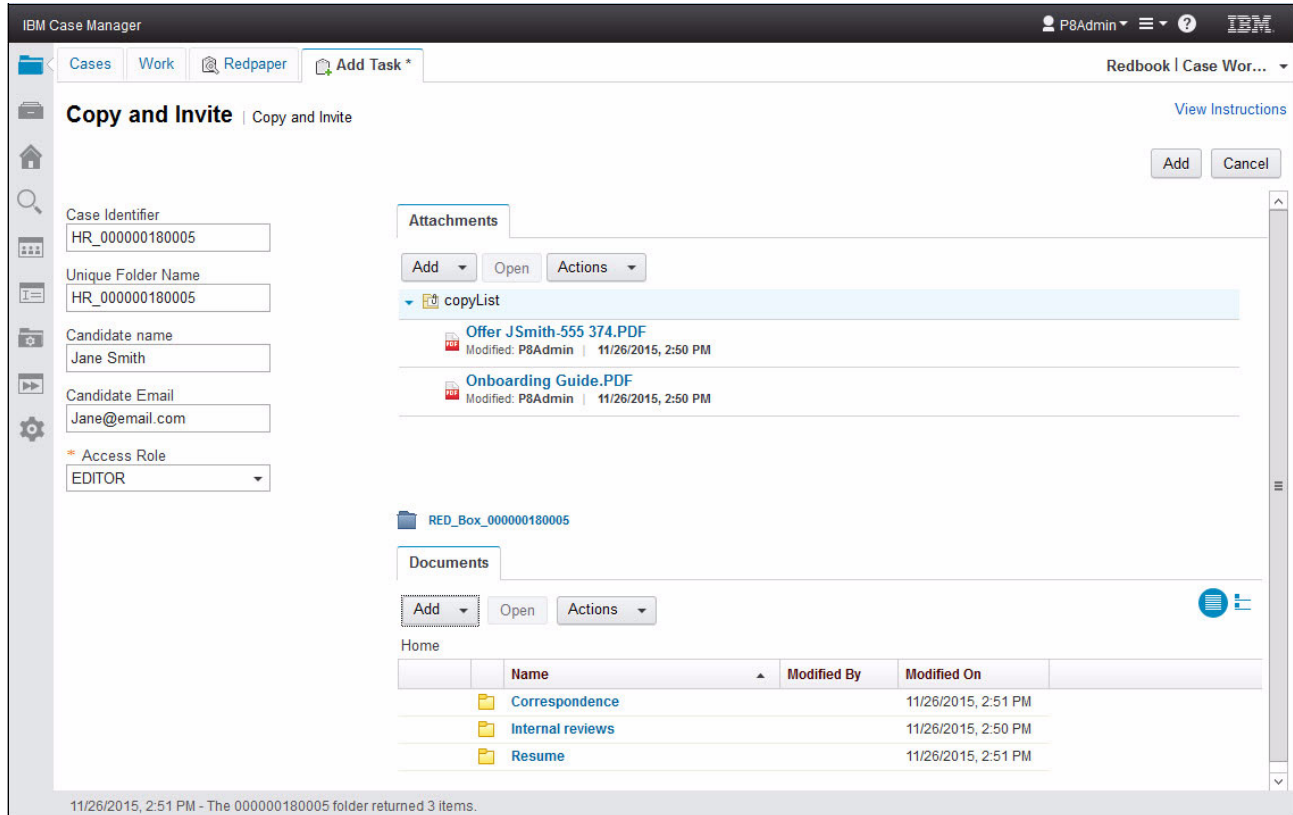 IBM Case Manager
P8Admin
IBM
Cases Work Redpaper Add Task *
Redbook | Case Wor...
Copy and Invite | Copy and Invite
View Instructions
Add Cancel
Case Identifier
HR_000000180005
Unique Folder Name
HR_000000180005
Candidate name
Jane Smith
Candidate Email
Jane@email.com
* Access Role
EDITOR
Attachments
Add Open Actions
copyList
Offer JSmith-555 374.PDF
Modified: P8Admin | 11/26/2015, 2:50 PM
Onboarding Guide.PDF
Modified: P8Admin | 11/26/2015, 2:50 PM
RED_Box_000000180005
Documents
Add Open Actions
Home
Name Modified By Modified On
Correspondence 11/26/2015, 2:51 PM
Internal reviews 11/26/2015, 2:50 PM
Resume 11/26/2015, 2:51 PM
11/26/2015, 2:51 PM - The 000000180005 folder returned 3 items.